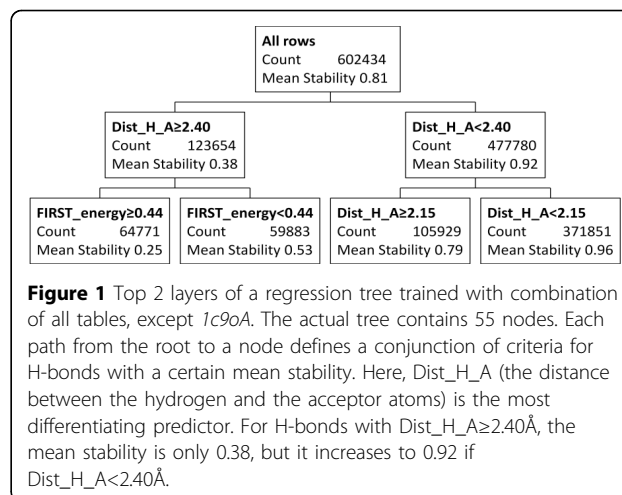 All rows
Count 602434
Mean Stability 0.81
Dist_H_A≥2.40
Count 123654
Mean Stability 0.38
Dist_H_A<2.40
Count 477780
Mean Stability 0.92
FIRST_energy≥0.44
Count 64771
Mean Stability 0.25
FIRST_energy<0.44
Count 59883
Mean Stability 0.53
Dist_H_A≥2.15
Count 105929
Mean Stability 0.79
Dist_H_A<2.15
Count 371851
Mean Stability 0.96
Figure 1 Top 2 layers of a regression tree trained with combination
of all tables, except 1c9oA. The actual tree contains 55 nodes. Each
path from the root to a node defines a conjunction of criteria for
H-bonds with a certain mean stability. Here, Dist_H_A (the distance
between the hydrogen and the acceptor atoms) is the most
differentiating predictor. For H-bonds with Dist_H_A≥2.40Å, the
mean stability is only 0.38, but it increases to 0.92 if
Dist_H_A<2.40Å.